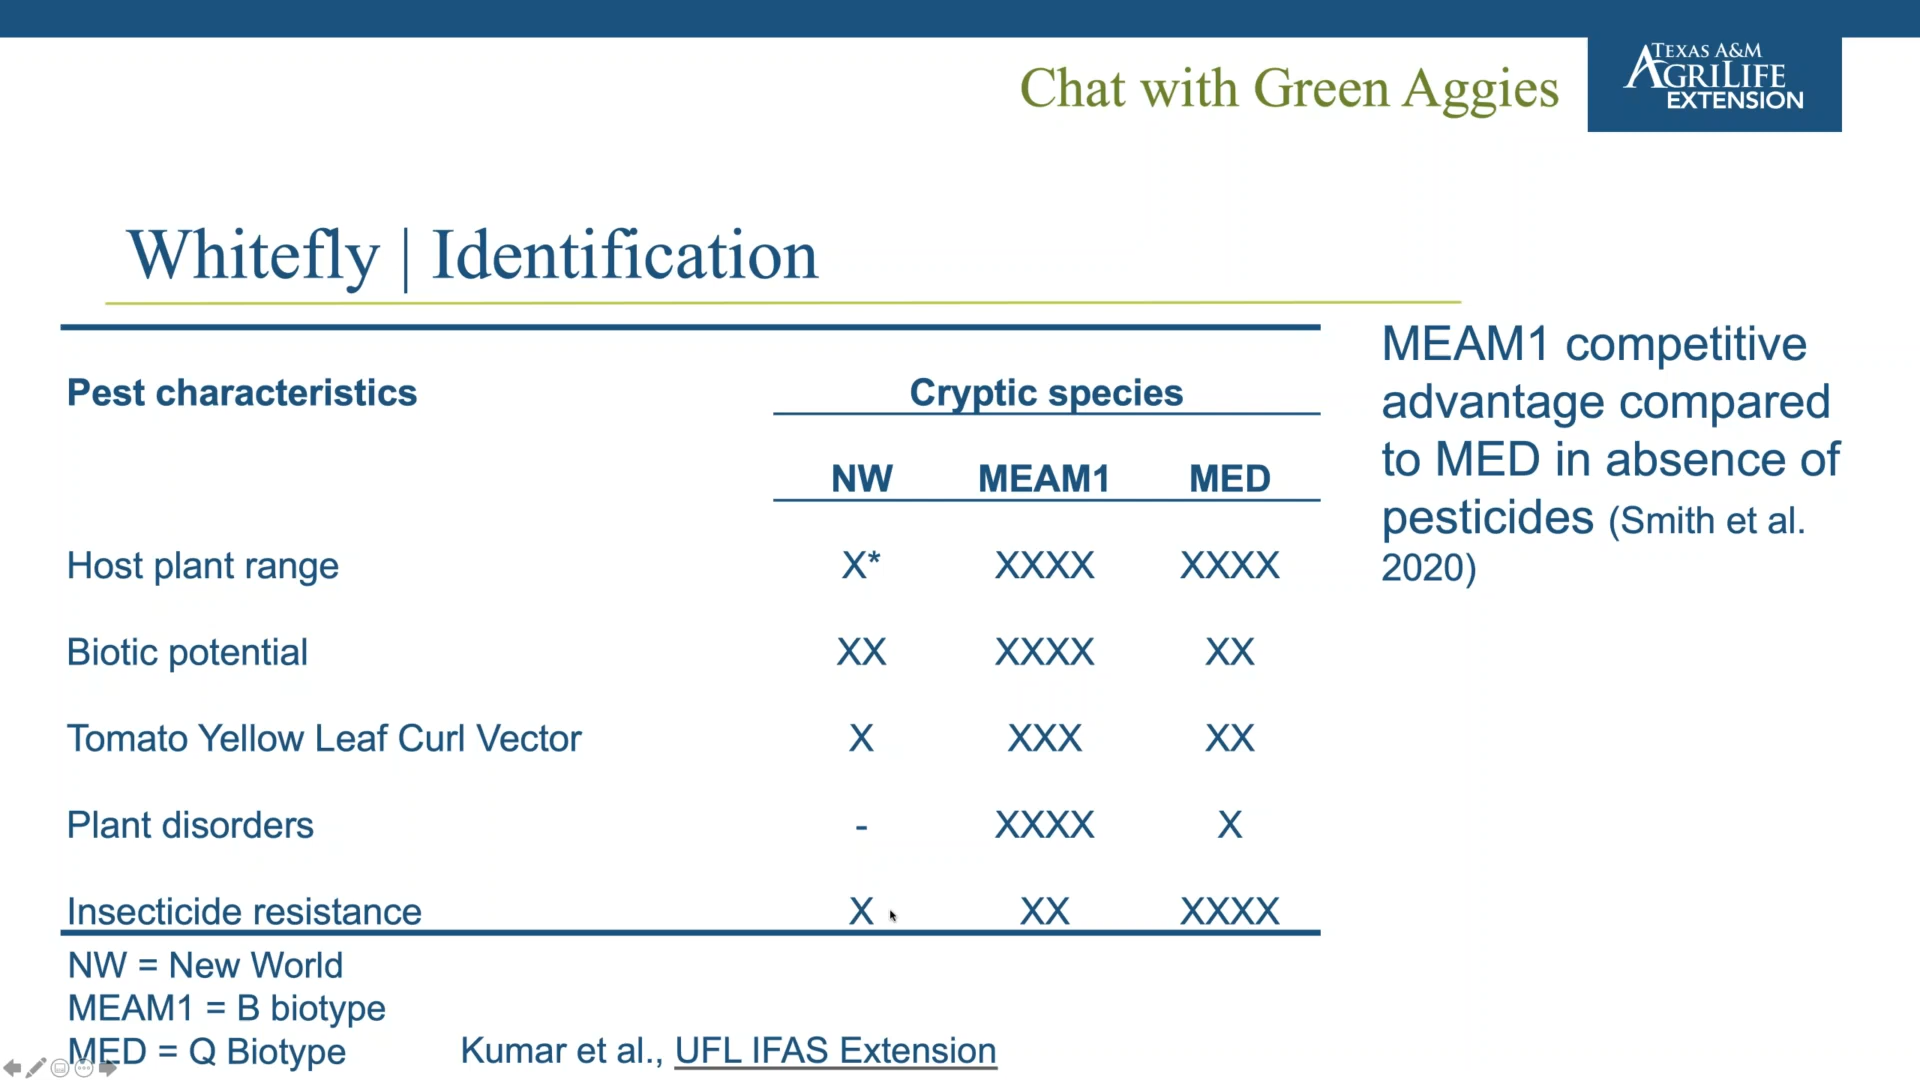 Chat with Green Aggies
TEXAS A&M
AGRILIFE
EXTENSION
Whitefly | Identification
Pest characteristics Cryptic species
NW MEAM1 MED
Host plant range X* XXXX XXXX
Biotic potential XX XXXX XX
Tomato Yellow Leaf Curl Vector X XXX XX
Plant disorders - XXXX X
Insecticide resistance X XX XXXX
NW = New World
MEAM1 = B biotype
MED = Q Biotype
Kumar et al., UFL IFAS Extension
MEAM1 competitive
advantage compared
to MED in absence of
pesticides (Smith et al.
2020)